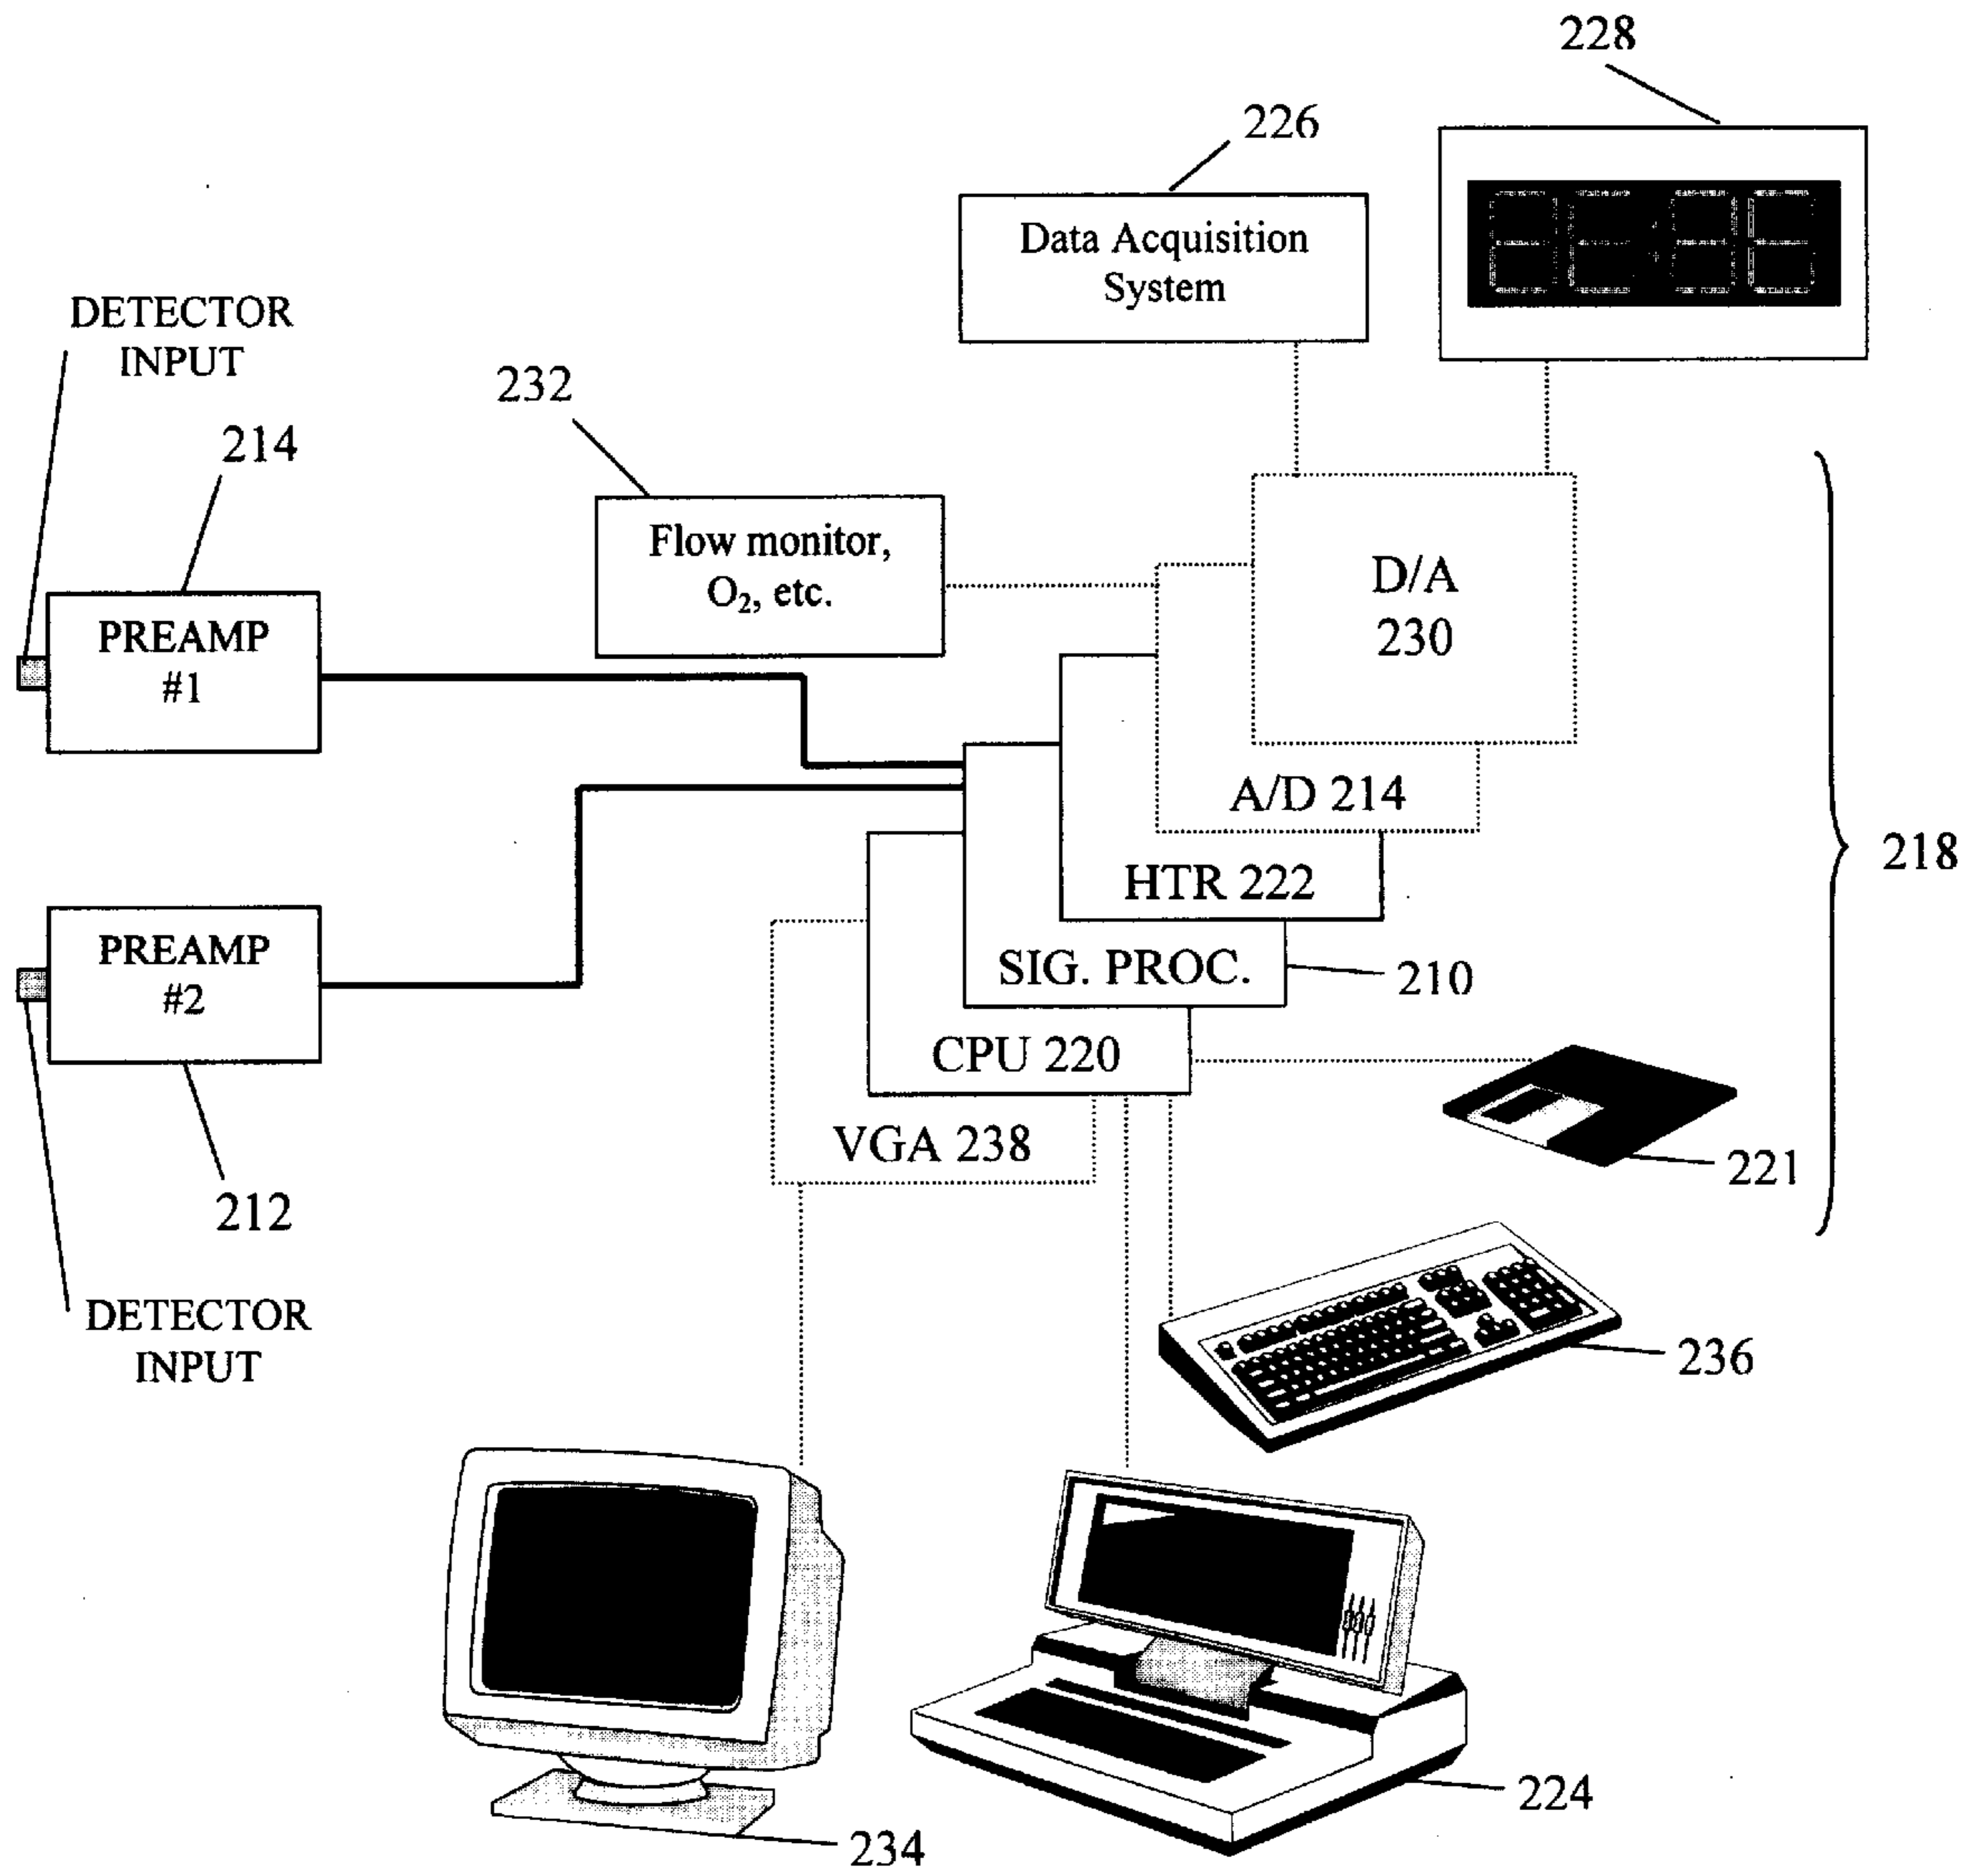 228
226
Data Acquisition
System
DETECTOR
INPUT
232
214
Flow monitor,
O₂, etc.
D/A
230
PREAMP
#1
A/D 214
218
HTR 222
PREAMP
#2
SIG. PROC.
210
CPU 220
VGA 238
221
212
DETECTOR
INPUT
236
224
234